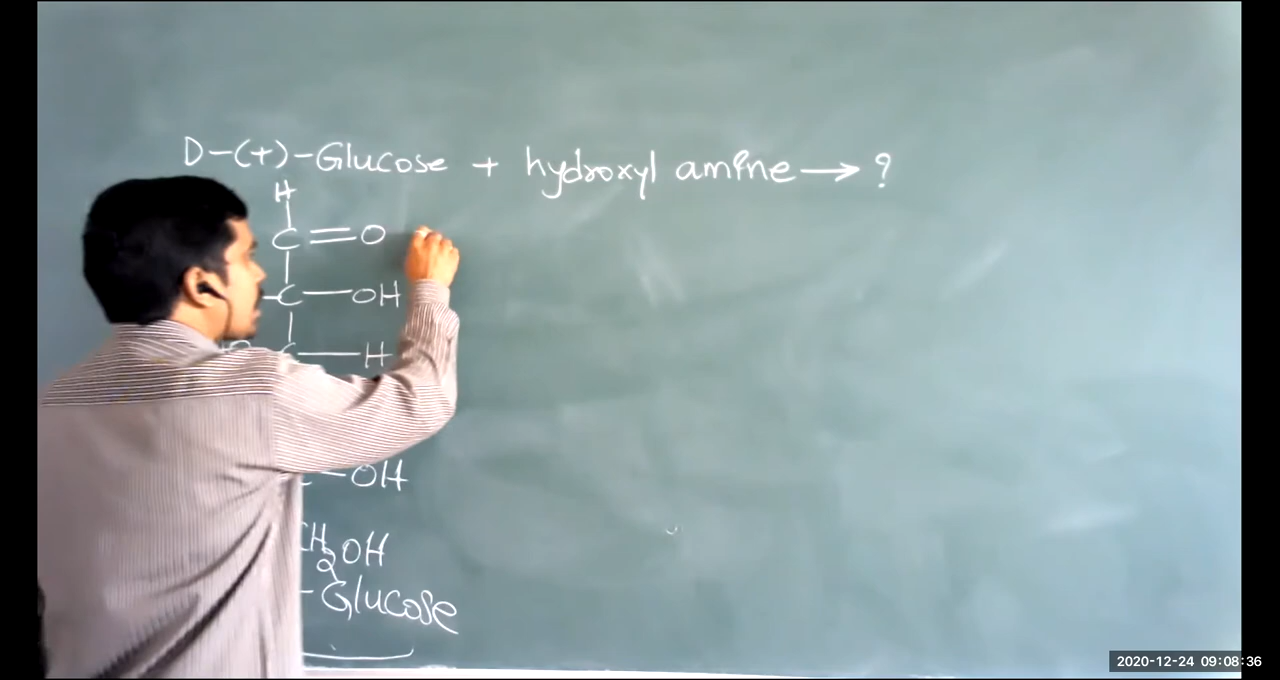 D-(+)-Glucose + hydroxyl amine → ?
H
C=O
-C-OH
C-H
-OH
CH2OH
-Glucose
2020-12-24 09:08:36